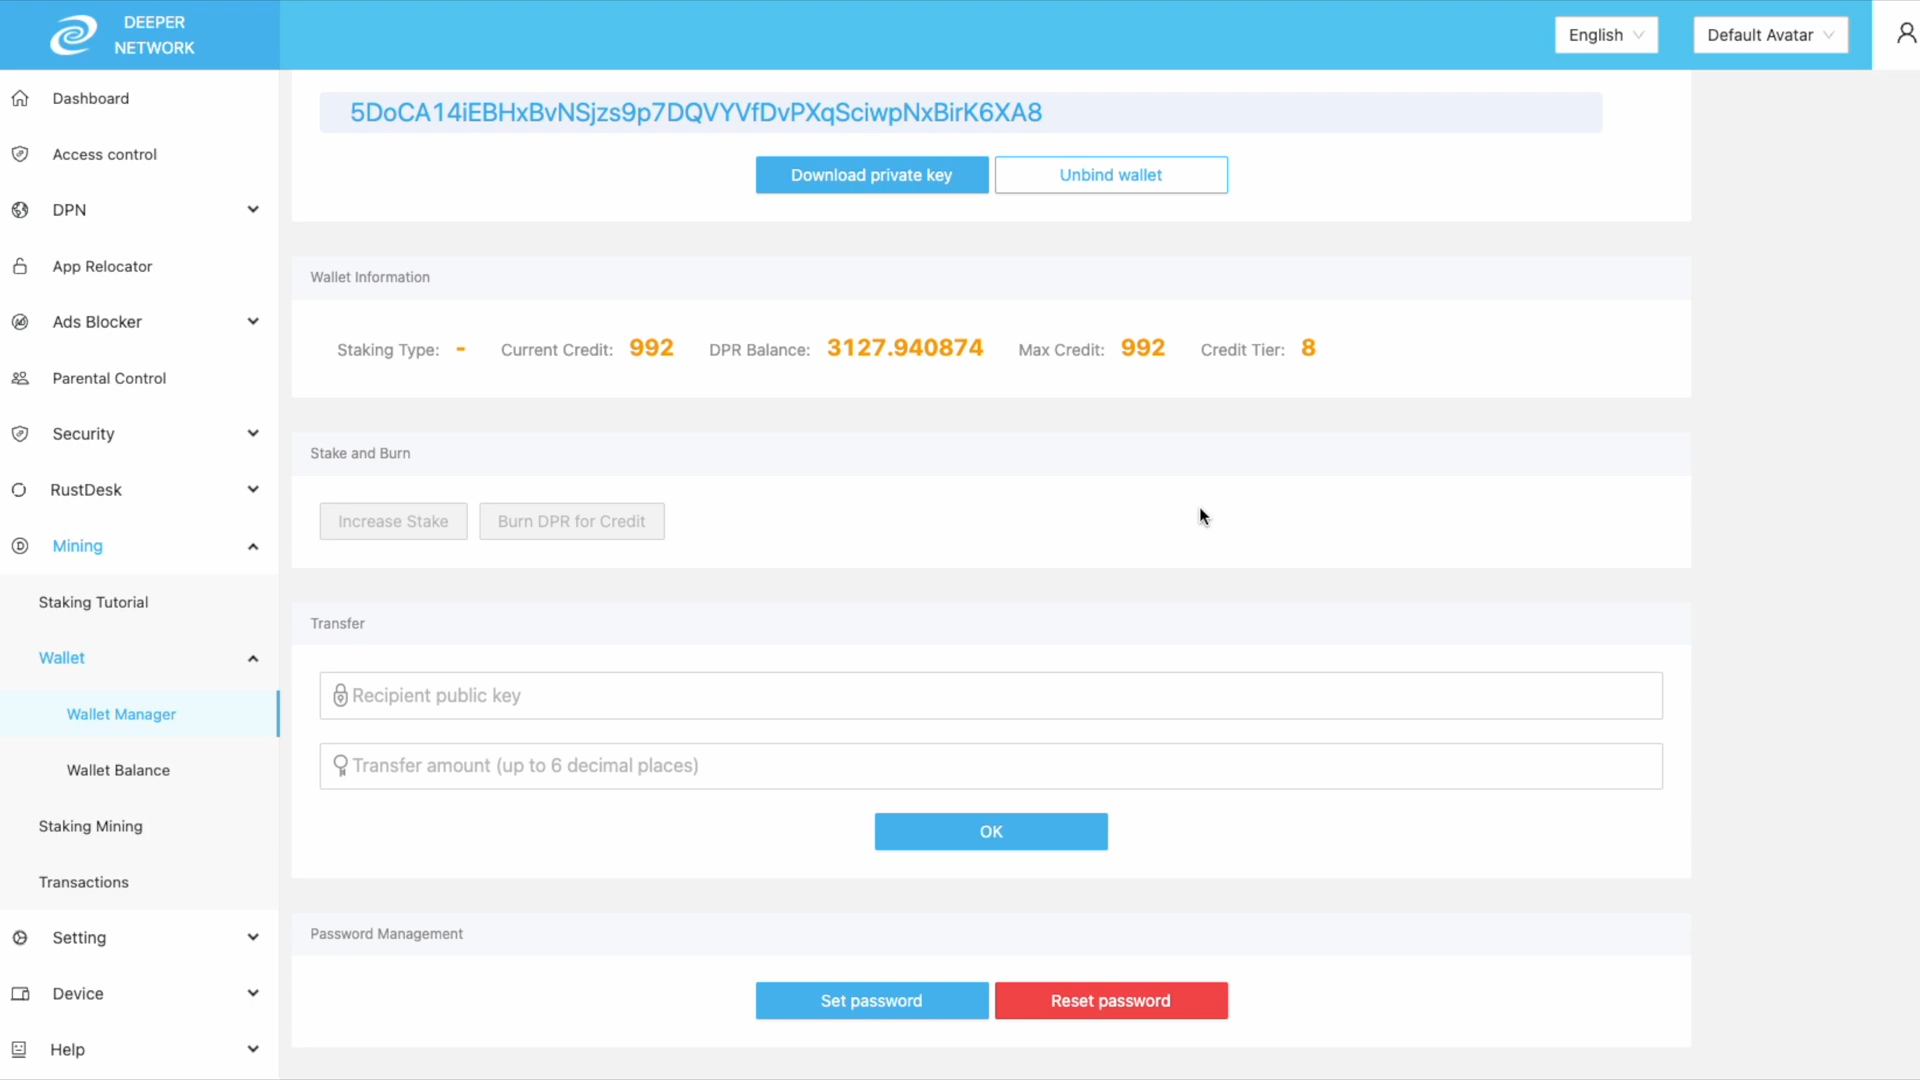 DEEPER
NETWORK
English
Default Avatar
Dashboard
Access control
DPN
App Relocator
Ads Blocker
Parental Control
Security
RustDesk
Mining
Staking Tutorial
Wallet
Wallet Manager
Wallet Balance
Staking Mining
Transactions
Setting
Device
Help
5DoCA14iEBHxBvNSjzs9p7DQVYVfDvPXqSciwpNxBirK6XA8
Download private key
Unbind wallet
Wallet Information
Staking Type: - Current Credit: 992 DPR Balance: 3127.940874 Max Credit: 992 Credit Tier: 8
Stake and Burn
Increase Stake
Burn DPR for Credit
Transfer
Recipient public key
Transfer amount (up to 6 decimal places)
OK
Password Management
Set password
Reset password